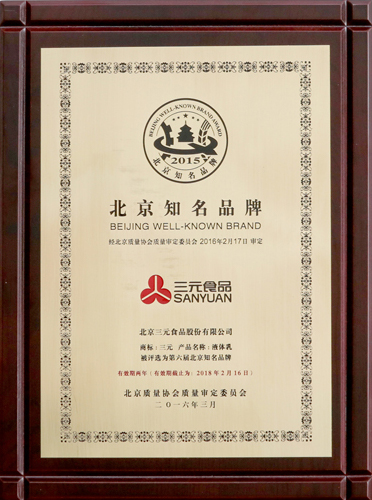 BEIJING WELL-KNOWN BRAND AWARD
2015
北京知名品牌
北京知名品牌
BEIJING WELL-KNOWN BRAND
经北京质量协会质量审定委员会 2016年2月17日 审定
三元食品
SANYUAN
北京三元食品股份有限公司
商标:三元 产品名称:液体乳
被评选为第六届北京知名品牌
(有效期两年|有效期截止为:2018年2月16日)
北京质量协会质量审定委员会
二〇一六年三月